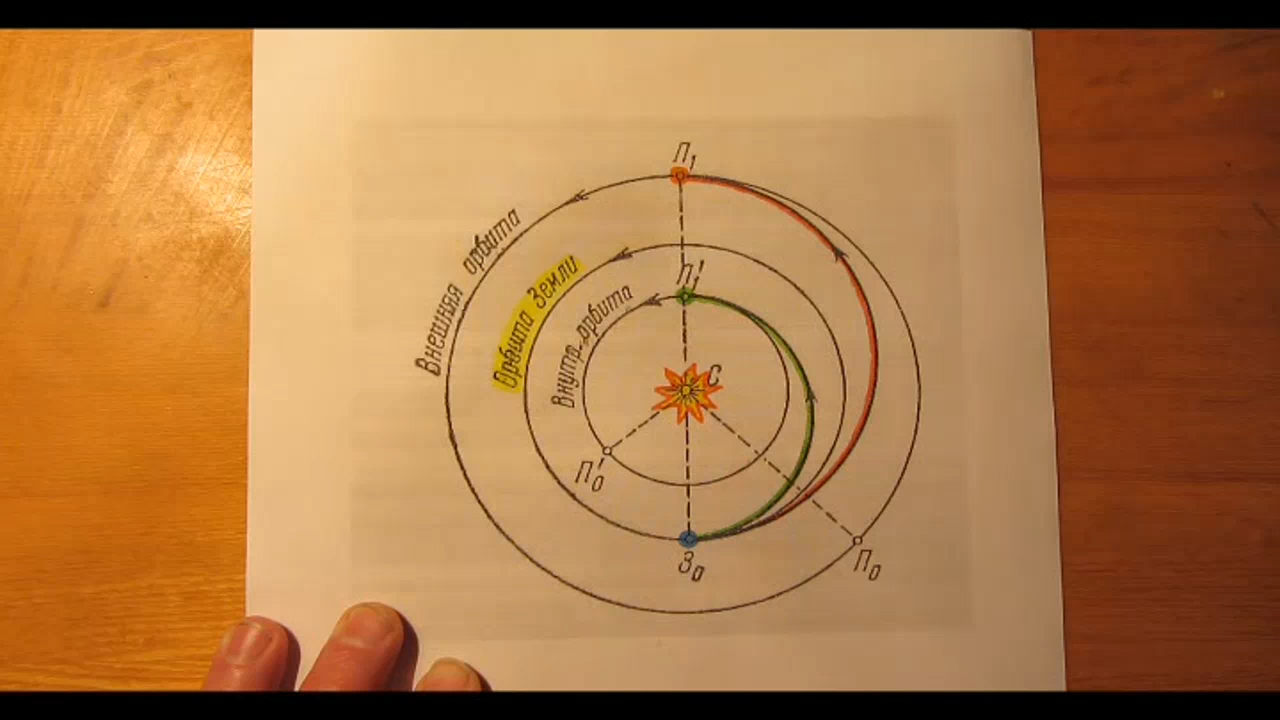 П₁
Внешняя орбита
Орбита Земли
Внутр. орбита
П₁′
С
П₀′
З₀
П₀